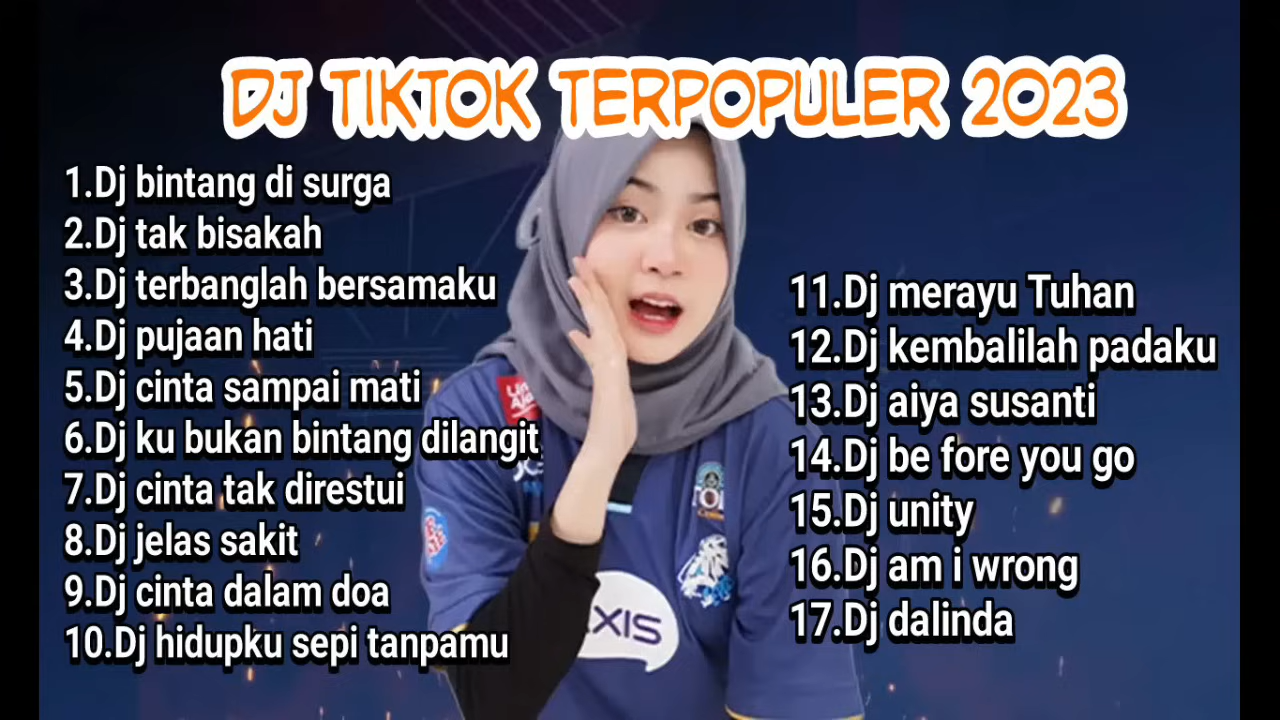 DJ TIKTOK TERPOPULER 2023
1.Dj bintang di surga
2.Dj tak bisakah
3.Dj terbanglah bersamaku
4.Dj pujaan hati
5.Dj cinta sampai mati
6.Dj ku bukan bintang dilangit
7.Dj cinta tak direstui
8.Dj jelas sakit
9.Dj cinta dalam doa
10.Dj hidupku sepi tanpamu
11.Dj merayu Tuhan
12.Dj kembalilah padaku
13.Dj aiya susanti
14.Dj be fore you go
15.Dj unity
16.Dj am i wrong
17.Dj dalinda
XIS